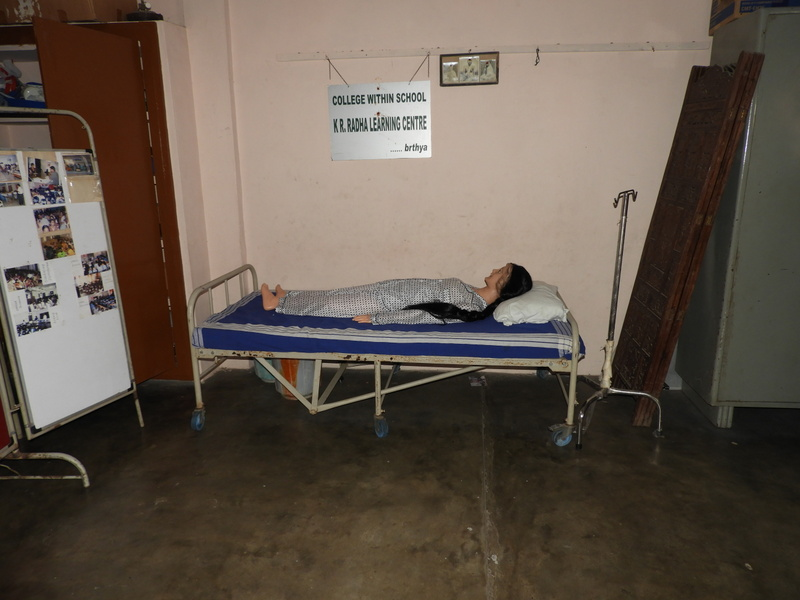 COLLEGE WITHIN SCHOOL
K R. RADHA LEARNING CENTRE
...... brthya